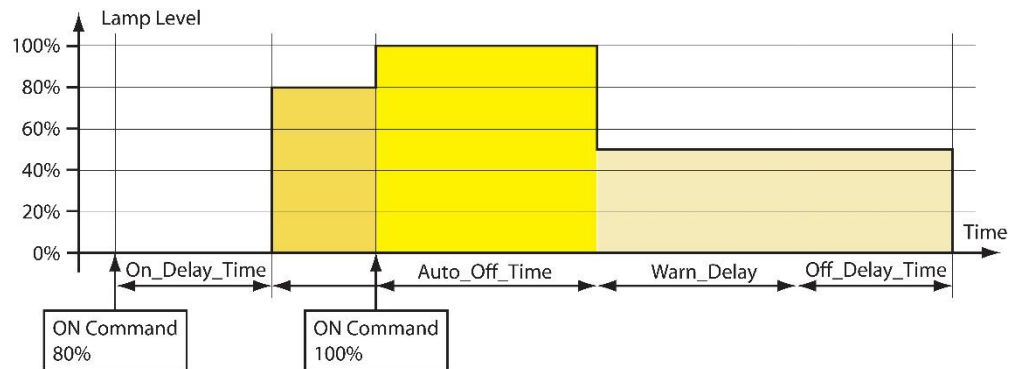 Lamp Level
100%
80%
60%
40%
20%
0%
Time
On_Delay_Time
Auto_Off_Time
Warn_Delay
Off_Delay_Time
ON Command
80%
ON Command
100%